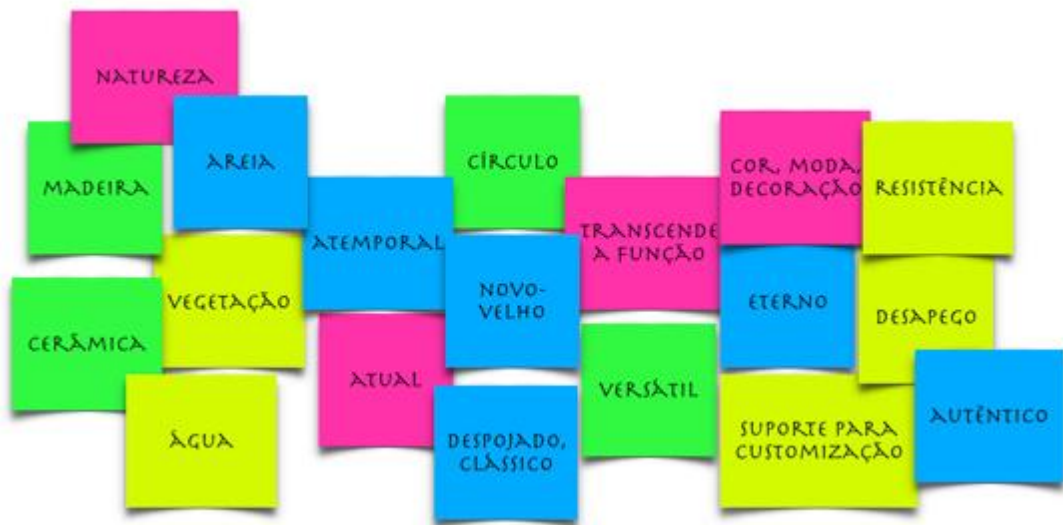 NATUREZA
MADEIRA
AREIA
CERÂMICA
VEGETAÇÃO
ÁGUA
ATEMPORAL
ATUAL
CÍRCULO
NOVO-
VELHO
DESPOJADO,
CLÁSSICO
TRANSCENDE
A FUNÇÃO
VERSÁTIL
COR, MODA,
DECORAÇÃO
RESISTÊNCIA
ETERNO
DESAPEGO
SUPORTE PARA
CUSTOMIZAÇÃO
AUTÊNTICO